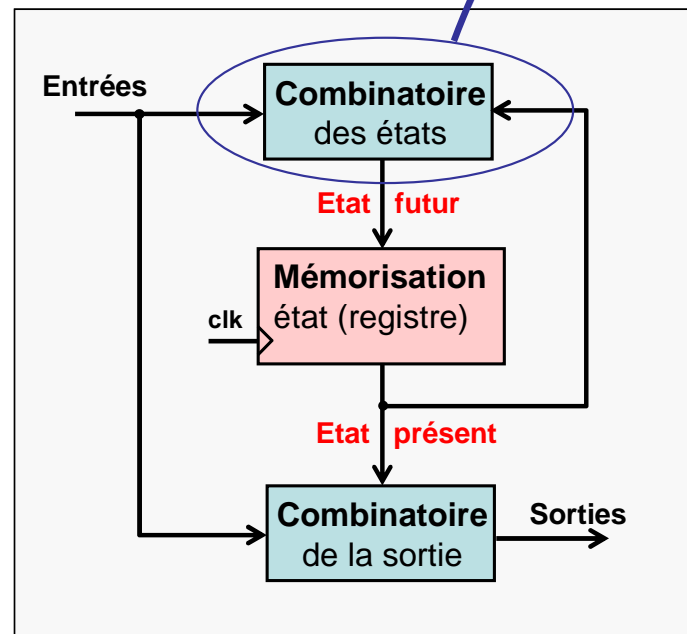 Entrées
Combinatoire
des états
Etat futur
Mémorisation
état (registre)
clk
Etat présent
Combinatoire
de la sortie
Sorties